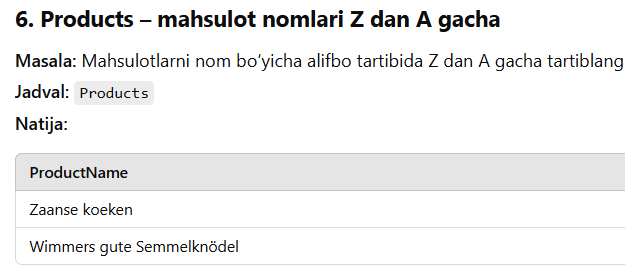 6. Products – mahsulot nomlari Z dan A gacha
Masala: Mahsulotlarni nom bo‘yicha alifbo tartibida Z dan A gacha tartiblang
Jadval: Products
Natija:
ProductName
Zaanse koeken
Wimmers gute Semmelknödel